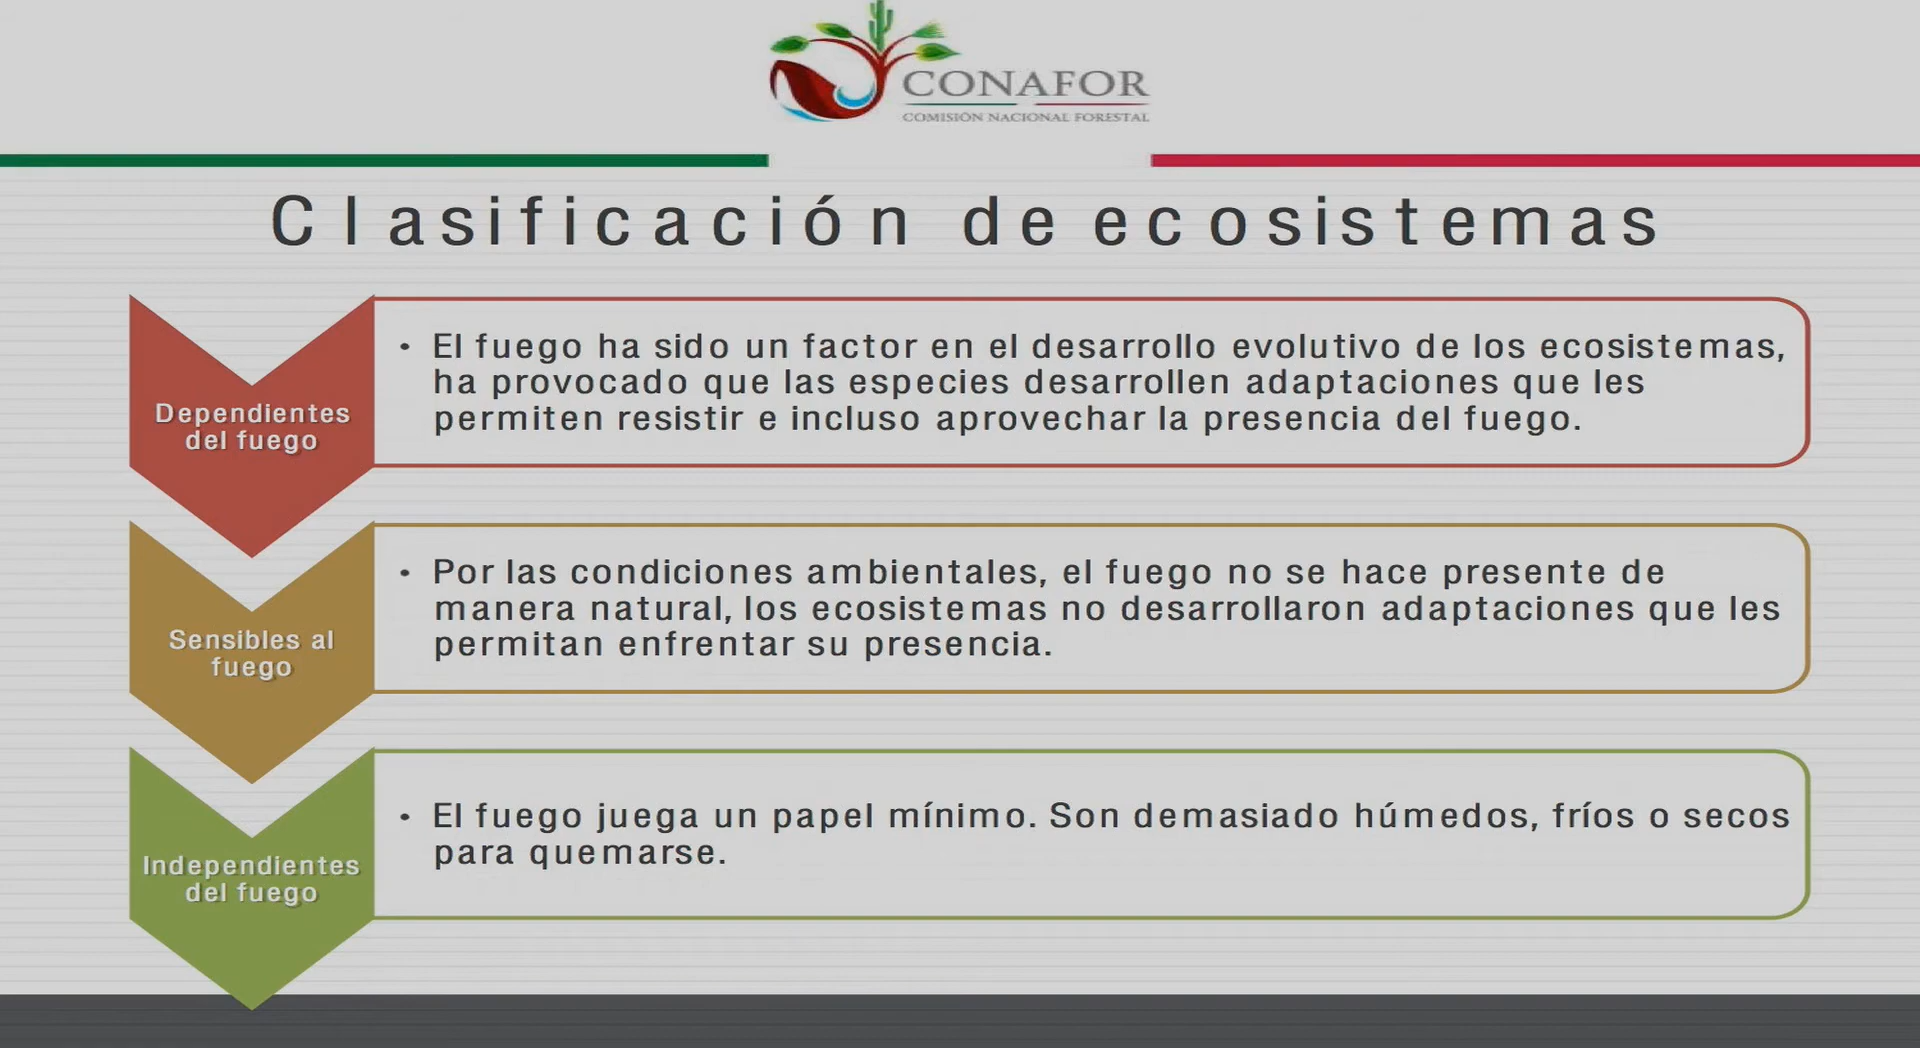 CONAFOR
COMISIÓN NACIONAL FORESTAL
Clasificación de ecosistemas
Dependientes
del fuego
• El fuego ha sido un factor en el desarrollo evolutivo de los ecosistemas,
ha provocado que las especies desarrollen adaptaciones que les
permiten resistir e incluso aprovechar la presencia del fuego.
Sensibles al
fuego
• Por las condiciones ambientales, el fuego no se hace presente de
manera natural, los ecosistemas no desarrollaron adaptaciones que les
permitan enfrentar su presencia.
Independientes
del fuego
• El fuego juega un papel mínimo. Son demasiado húmedos, fríos o secos
para quemarse.